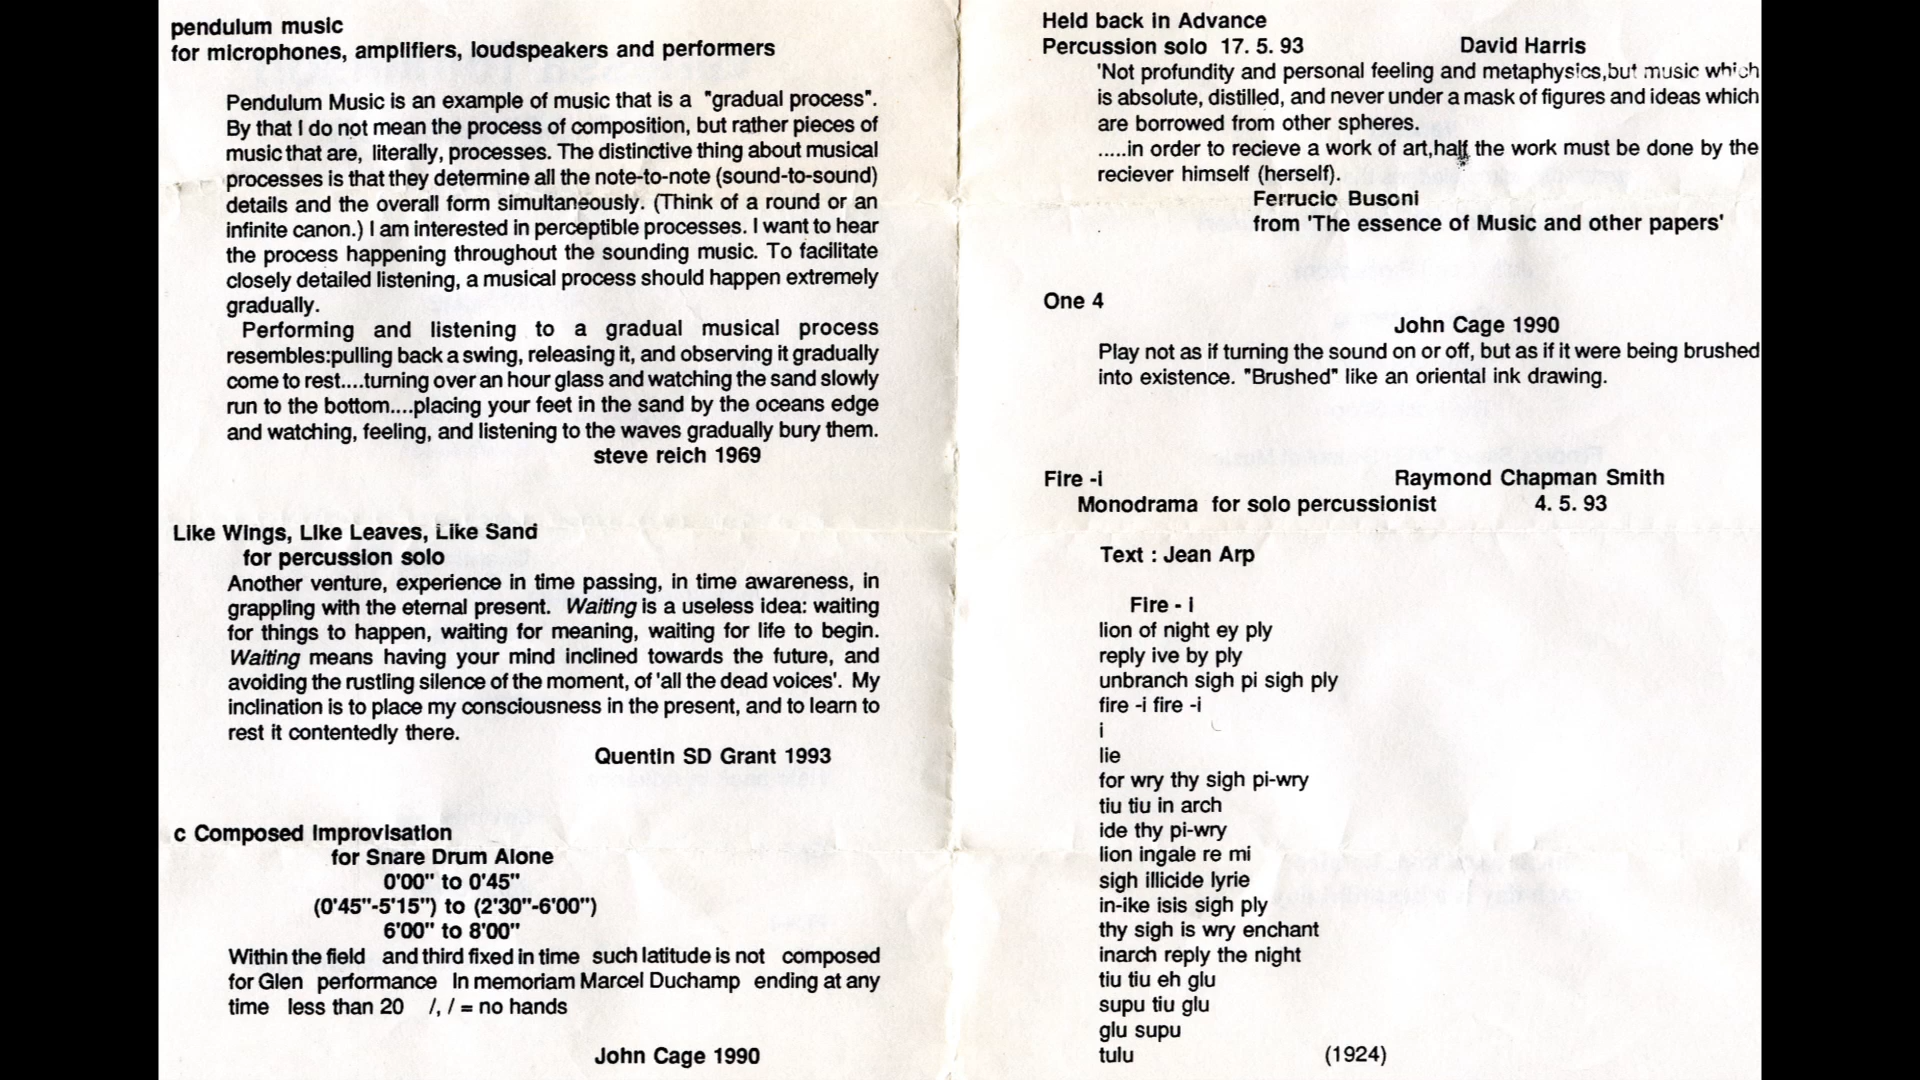 pendulum music
for microphones, amplifiers, loudspeakers and performers
Pendulum Music is an example of music that is a "gradual process".
By that I do not mean the process of composition, but rather pieces of
music that are, literally, processes. The distinctive thing about musical
processes is that they determine all the note-to-note (sound-to-sound)
details and the overall form simultaneously. (Think of a round or an
infinite canon.) I am interested in perceptible processes. I want to hear
the process happening throughout the sounding music. To facilitate
closely detailed listening, a musical process should happen extremely
gradually.
Performing and listening to a gradual musical process
resembles:pulling back a swing, releasing it, and observing it gradually
come to rest....turning over an hour glass and watching the sand slowly
run to the bottom....placing your feet in the sand by the oceans edge
and watching, feeling, and listening to the waves gradually bury them.
steve reich 1969
Like Wings, Like Leaves, Like Sand
for percussion solo
Another venture, experience in time passing, in time awareness, in
grappling with the eternal present. Waiting is a useless idea: waiting
for things to happen, waiting for meaning, waiting for life to begin.
Waiting means having your mind inclined towards the future, and
avoiding the rustling silence of the moment, of 'all the dead voices'. My
inclination is to place my consciousness in the present, and to learn to
rest it contentedly there.
Quentin SD Grant 1993
c Composed Improvisation
for Snare Drum Alone
0'00" to 0'45"
(0'45"-5'15") to (2'30"-6'00")
6'00" to 8'00"
Within the field and third fixed in time such latitude is not composed
for Glen performance In memoriam Marcel Duchamp ending at any
time less than 20 /, / = no hands
John Cage 1990
Held back in Advance
Percussion solo 17. 5. 93 David Harris
'Not profundity and personal feeling and metaphysics,but music which
is absolute, distilled, and never under a mask of figures and ideas which
are borrowed from other spheres.
.....in order to recieve a work of art,half the work must be done by the
reciever himself (herself).
Ferrucio Busoni
from 'The essence of Music and other papers'
One 4
John Cage 1990
Play not as if turning the sound on or off, but as if it were being brushed
into existence. "Brushed" like an oriental ink drawing.
Fire -i Raymond Chapman Smith
Monodrama for solo percussionist 4. 5. 93
Text : Jean Arp
Fire - i
lion of night ey ply
reply ive by ply
unbranch sigh pi sigh ply
fire -i fire -i
i
lie
for wry thy sigh pi-wry
tiu tiu in arch
ide thy pi-wry
lion ingale re mi
sigh illicide lyrie
in-ike isis sigh ply
thy sigh is wry enchant
inarch reply the night
tiu tiu eh glu
supu tiu glu
glu supu
tulu (1924)